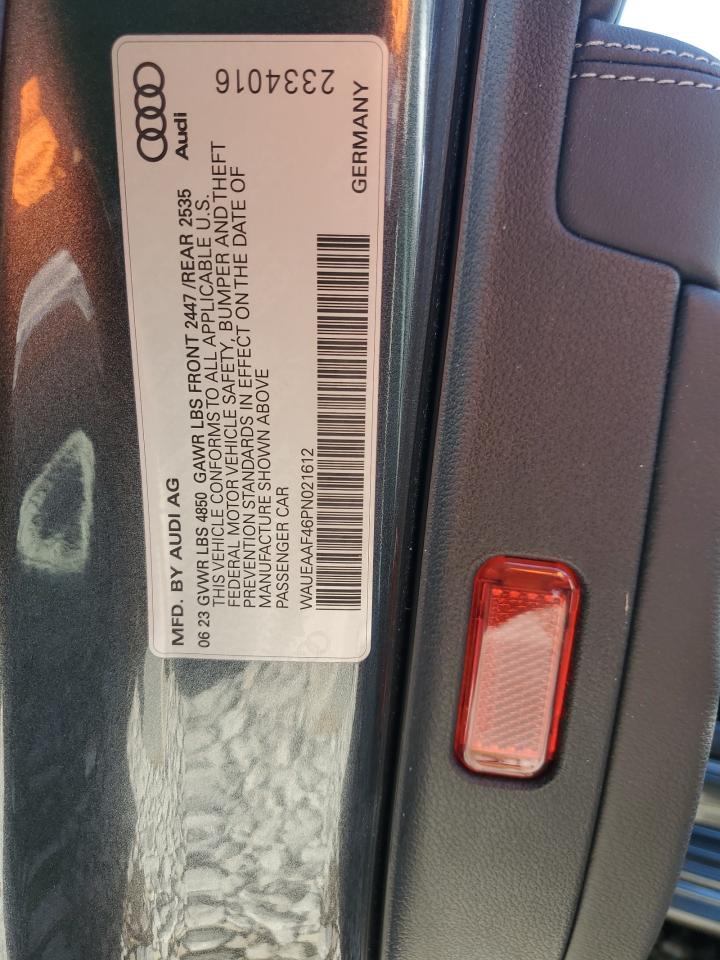 Audi
2334016
MFD. BY AUDI AG
06 23 GVWR LBS 4850 GAWR LBS FRONT 2447 /REAR 2535
THIS VEHICLE CONFORMS TO ALL APPLICABLE U.S.
FEDERAL MOTOR VEHICLE SAFETY, BUMPER AND THEFT
PREVENTION STANDARDS IN EFFECT ON THE DATE OF
MANUFACTURE SHOWN ABOVE
PASSENGER CAR
WAUEAAF46PN021612
GERMANY